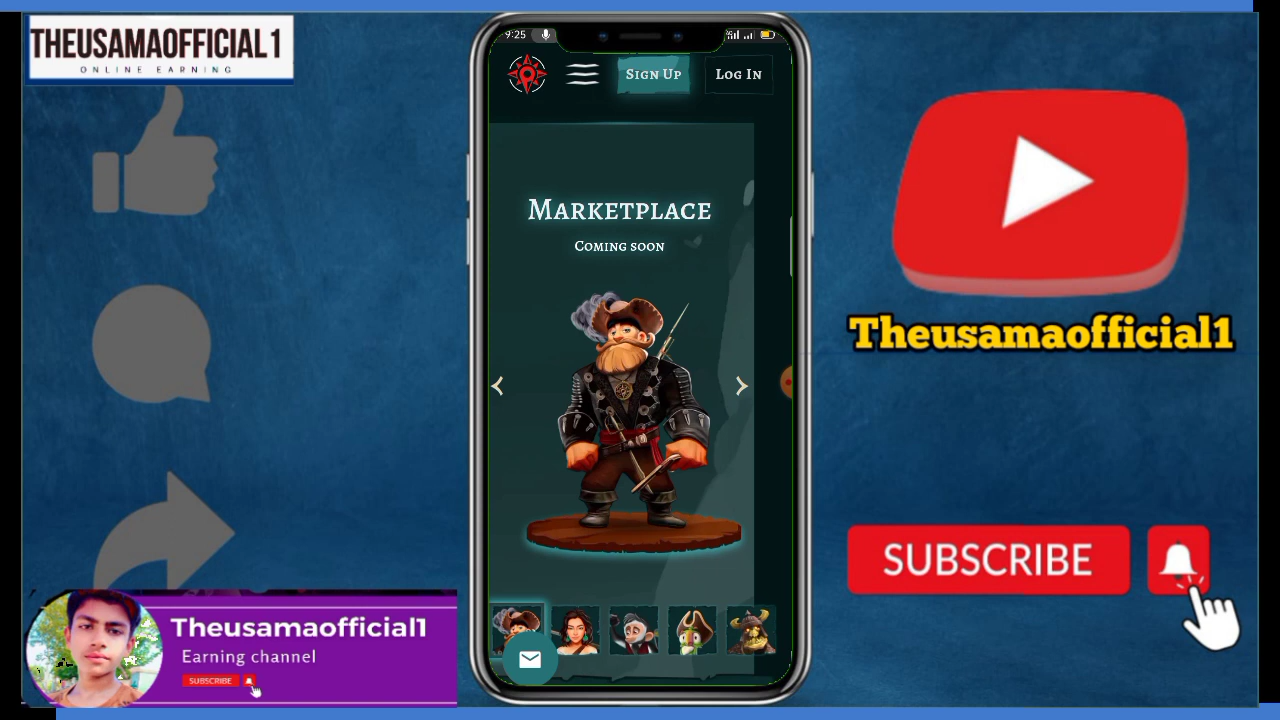 THEUSAMAOFFICIAL1
ONLINE EARNING
9:25
SIGN UP
LOG IN
MARKETPLACE
COMING SOON
Theusamaofficial1
SUBSCRIBE
Theusamaofficial1
Earning channel
SUBSCRIBE